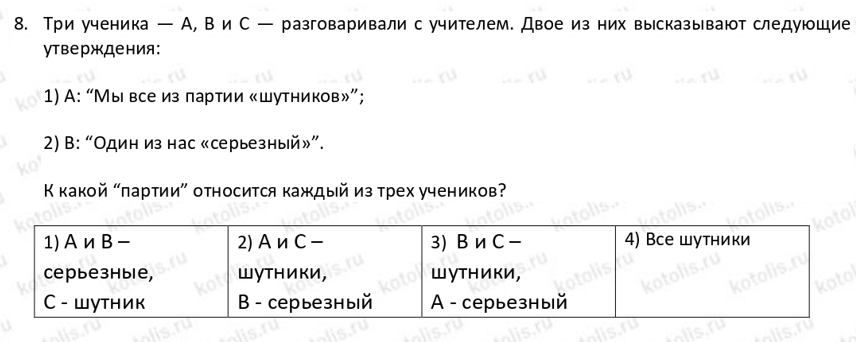 8. Три ученика — А, В и С — разговаривали с учителем. Двое из них высказывают следующие
утверждения:
1) А: “Мы все из партии «шутников»”;
2) В: “Один из нас «серьезный»”.
К какой “партии” относится каждый из трех учеников?
1) А и В –
серьезные,
С - шутник
2) А и С –
шутники,
В - серьезный
3) В и С –
шутники,
А - серьезный
4) Все шутники
kotolis.ru